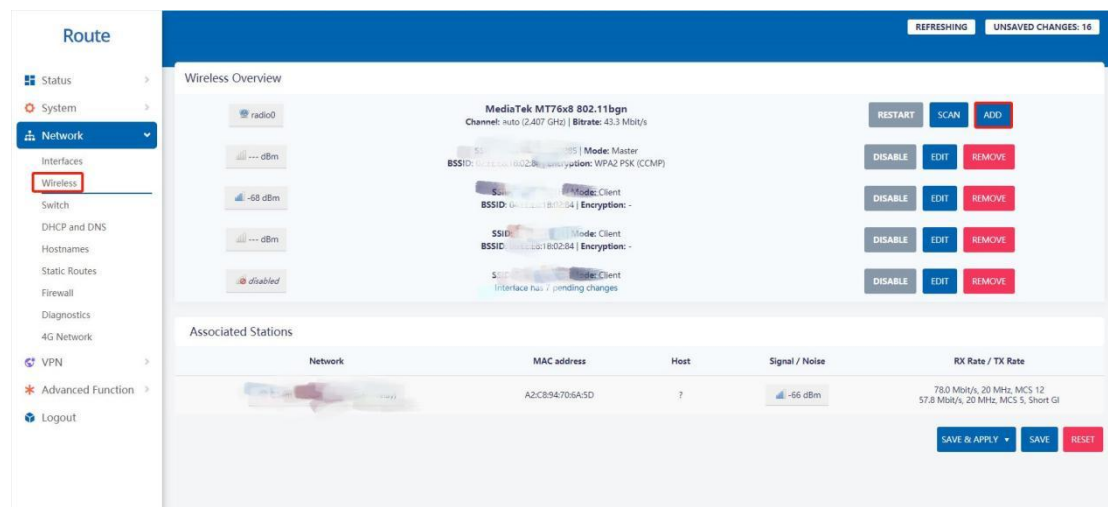 Route
REFRESHING
UNSAVED CHANGES: 16
Status
System
Network
Interfaces
Wireless
Switch
DHCP and DNS
Hostnames
Static Routes
Firewall
Diagnostics
4G Network
VPN
Advanced Function
Logout
Wireless Overview
radio0
MediaTek MT76x8 802.11bgn
Channel: auto (2.407 GHz) | Bitrate: 43.3 Mbit/s
RESTART SCAN ADD
--- dBm
| Mode: Master
BSSID: Encryption: WPA2 PSK (CCMP)
DISABLE EDIT REMOVE
-68 dBm
Mode: Client
BSSID: | Encryption: -
DISABLE EDIT REMOVE
--- dBm
SSID: Mode: Client
BSSID :18:02:84 | Encryption: -
DISABLE EDIT REMOVE
disabled
Client
Interface has 7 pending changes
DISABLE EDIT REMOVE
Associated Stations
Network MAC address Host Signal / Noise RX Rate / TX Rate
A2:C8:94:70:6A:5D ? -66 dBm
78.0 Mbit/s, 20 MHz, MCS 12
57.8 Mbit/s, 20 MHz, MCS 5, Short GI
SAVE & APPLY SAVE RESET